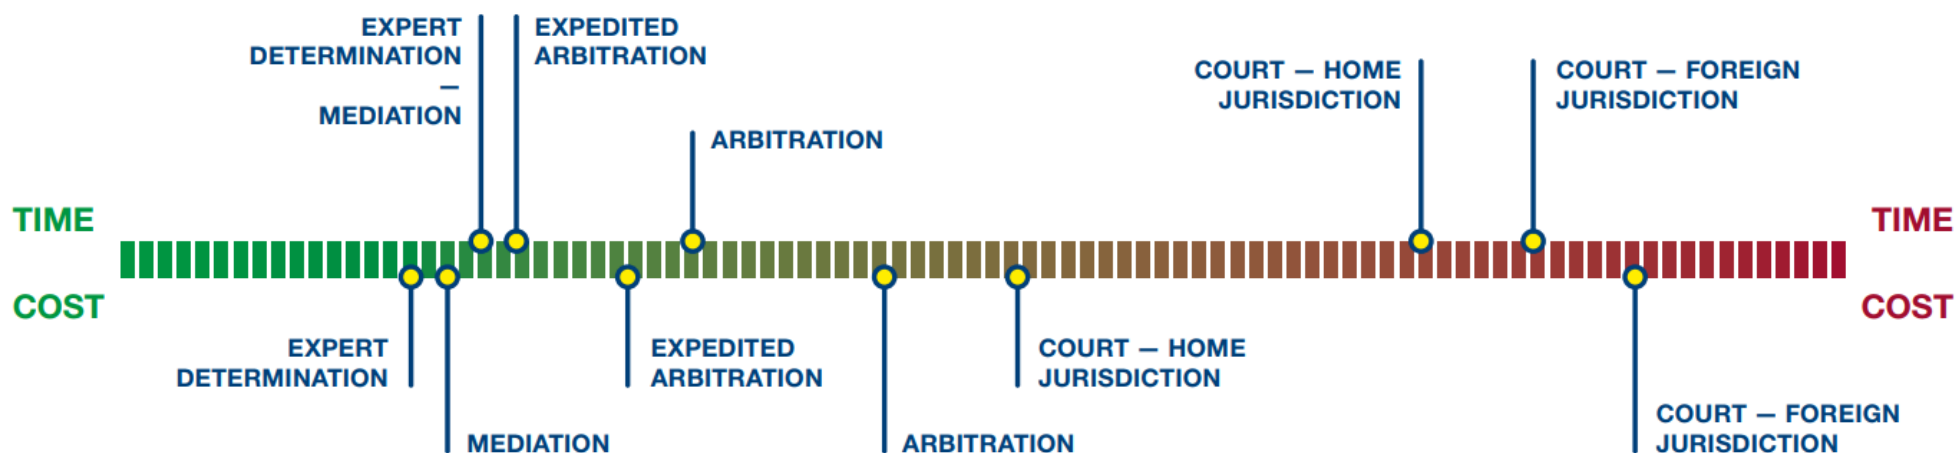 EXPERT
DETERMINATION
—
MEDIATION
EXPEDITED
ARBITRATION
ARBITRATION
COURT — HOME
JURISDICTION
COURT — FOREIGN
JURISDICTION
TIME
TIME
COST
COST
EXPERT
DETERMINATION
MEDIATION
EXPEDITED
ARBITRATION
ARBITRATION
COURT — HOME
JURISDICTION
COURT — FOREIGN
JURISDICTION